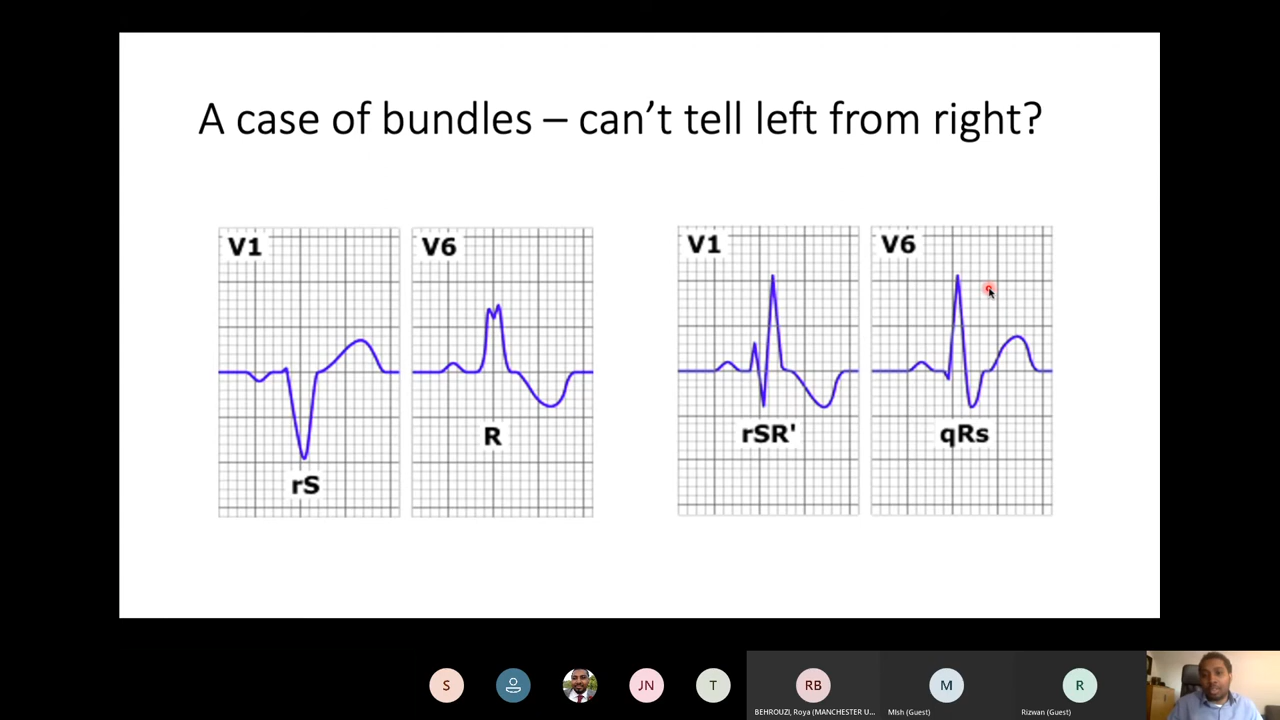 A case of bundles – can't tell left from right?
V1
V6
V1
V6
rS
R
rSR'
qRs
S
JN
T
RB
M
R
BEHROUZI, Roya (MANCHESTER U...
MIsh (Guest)
Rizwan (Guest)